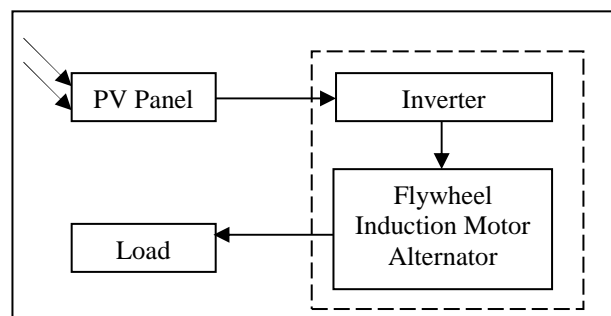 PV Panel
Inverter
Flywheel
Induction Motor
Alternator
Load